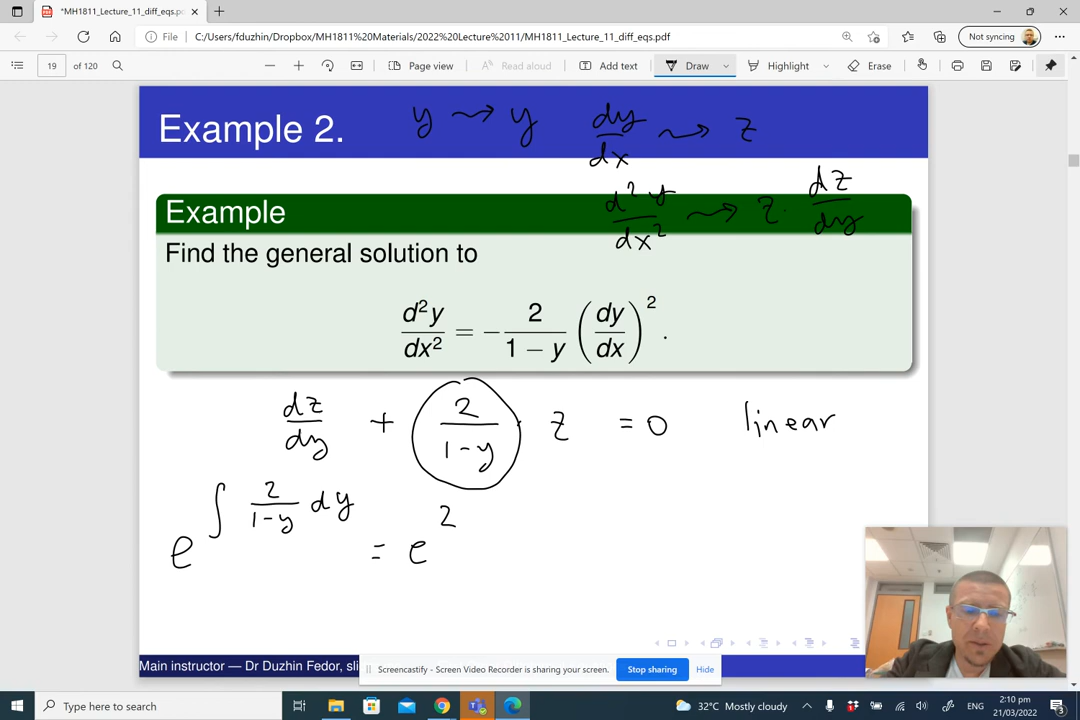 *MH1811_Lecture_11_diff_eqs.p
File C:/Users/fduzhin/Dropbox/MH1811%20Materials/2022%20Lecture%2011/MH1811_Lecture_11_diff_eqs.pdf Not syncing
19 of 120 Page view Read aloud Add text Draw Highlight Erase
Example 2. y ⇝ y dy/dx ⇝ z
d²y/dx² ⇝ z · dz/dy
Example
Find the general solution to
d²y/dx² = − 2/(1 − y) (dy/dx)².
dz/dy + 2/(1-y) · z = 0 linear
e^∫ 2/(1-y) dy = e^2
Main instructor — Dr Duzhin Fedor, sli
Screencastify - Screen Video Recorder is sharing your screen. Stop sharing Hide
Type here to search 32°C Mostly cloudy ENG 2:10 pm
21/03/2022
3